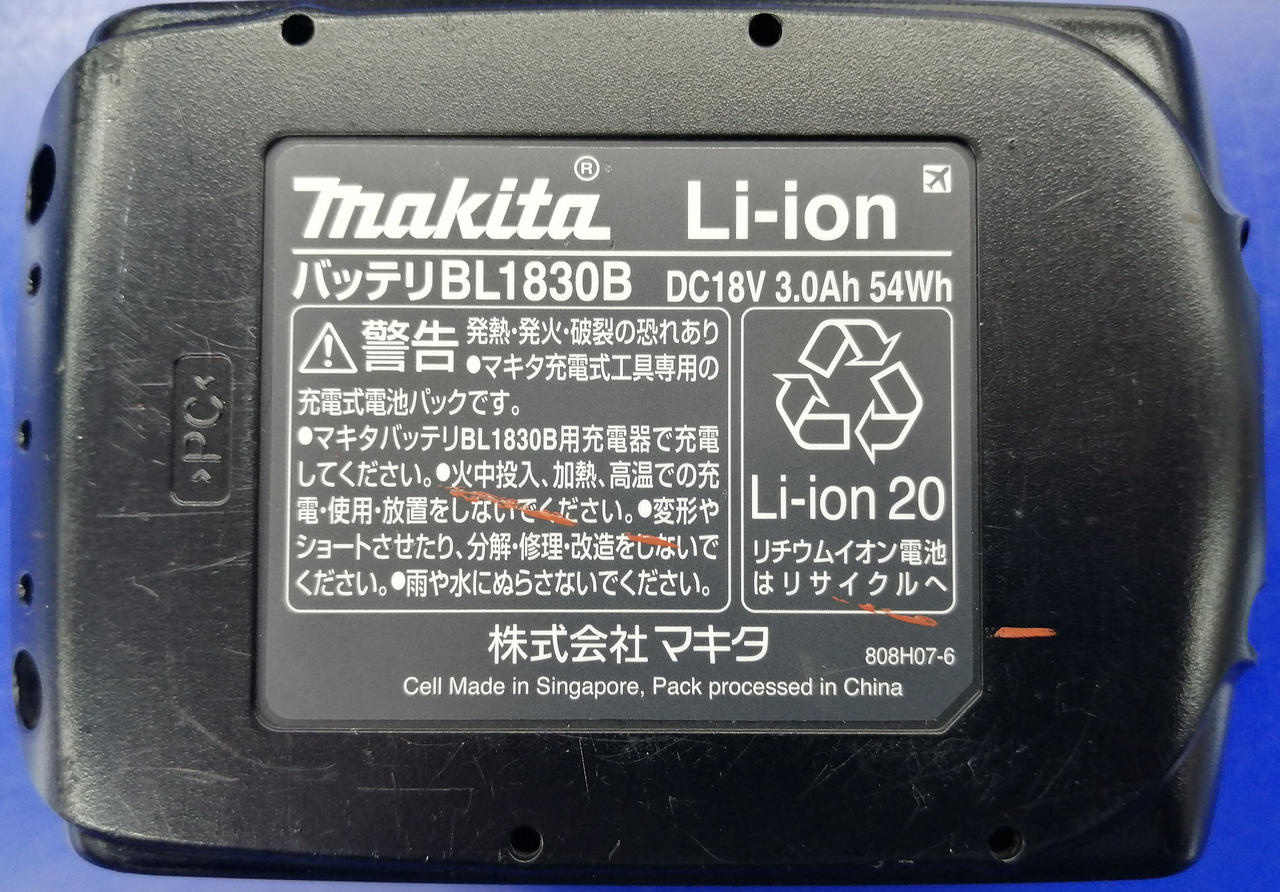 makita®
Li-ion
バッテリBL1830B DC18V 3.0Ah 54Wh
警告 発熱・発火・破裂の恐れあり
●マキタ充電式工具専用の
充電式電池パックです。
●マキタバッテリBL1830B用充電器で充電
してください。●火中投入、加熱、高温での充
電・使用・放置をしないでください。●変形や
ショートさせたり、分解・修理・改造をしないで
ください。●雨や水にぬらさないでください。
Li-ion 20
リチウムイオン電池
はリサイクルへ
株式会社マキタ
808H07-6
Cell Made in Singapore, Pack processed in China
>PC<